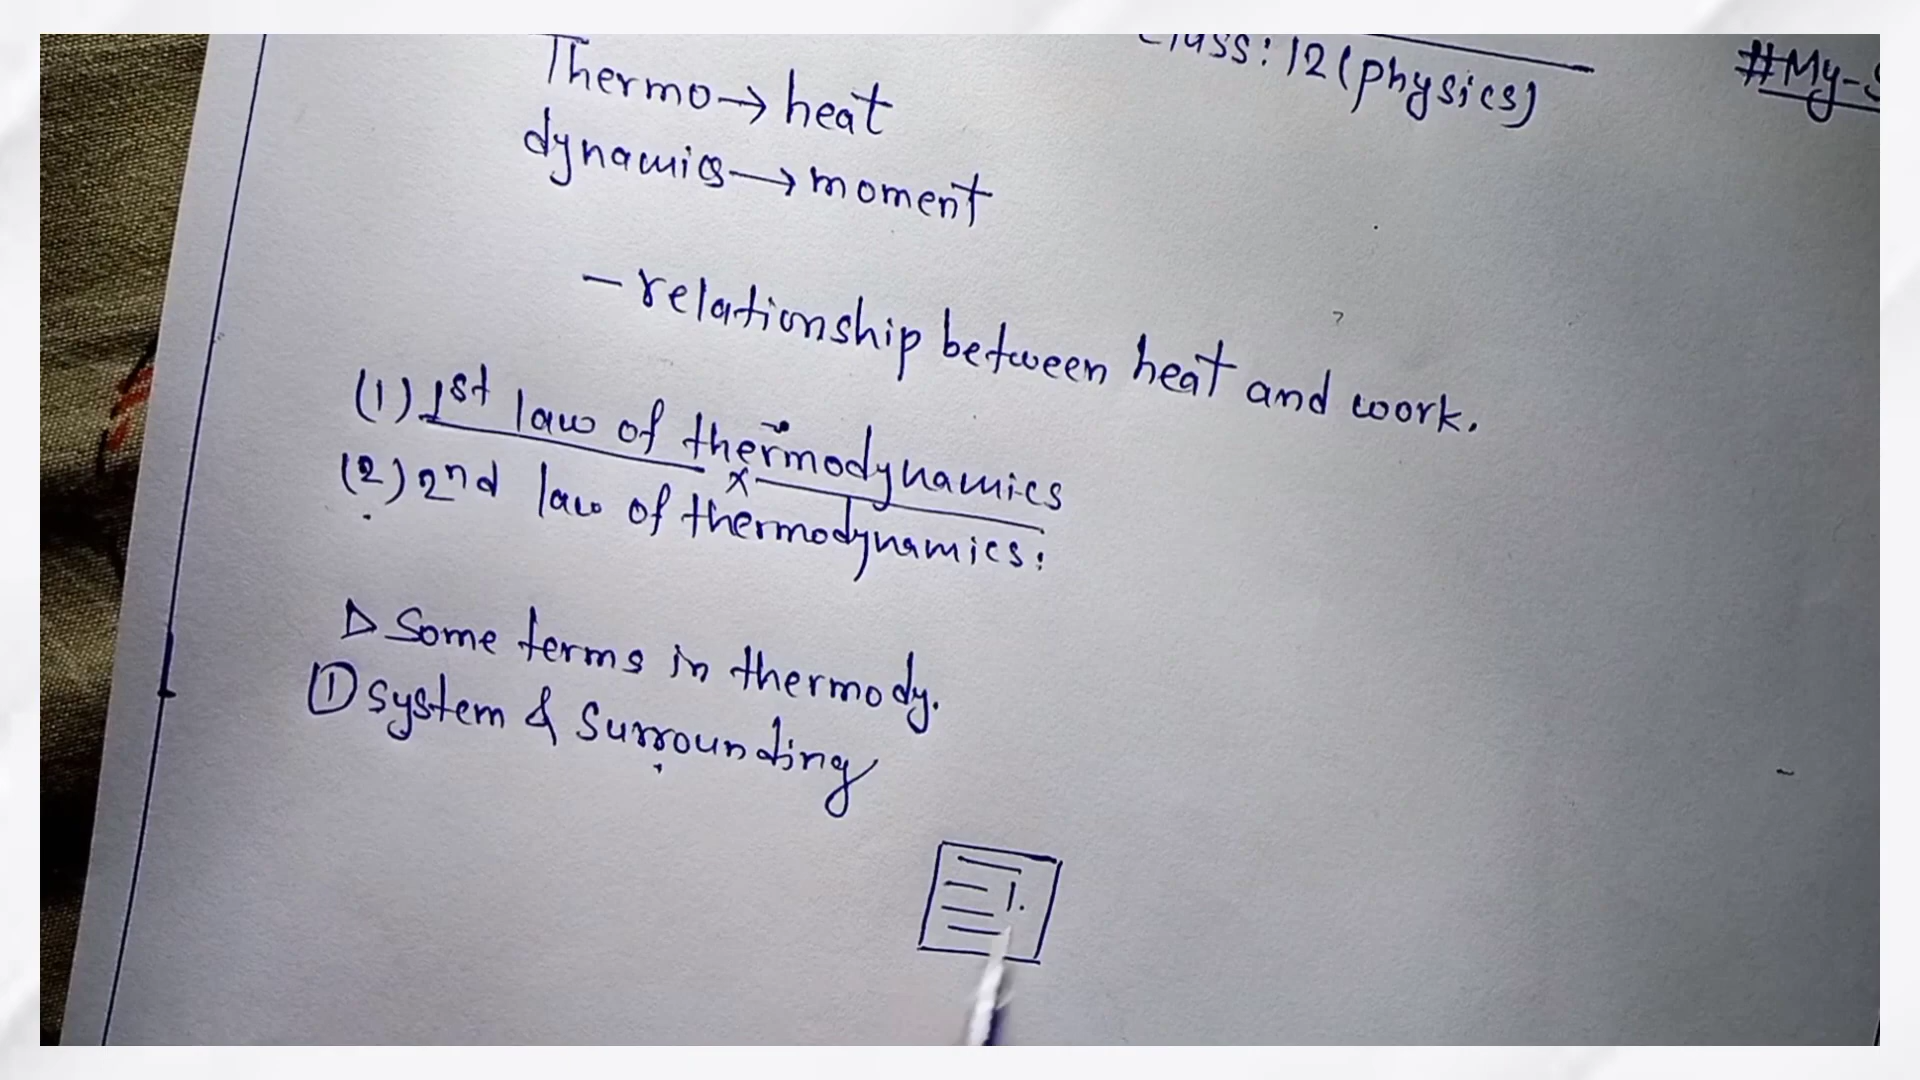 Class: 12 (physics)
#My-
Thermo → heat
dynamics → moment
- relationship between heat and work.
(1) 1st law of thermodynamics
(2) 2nd law of thermodynamics:
▷ Some terms in thermody.
① System & Surrounding